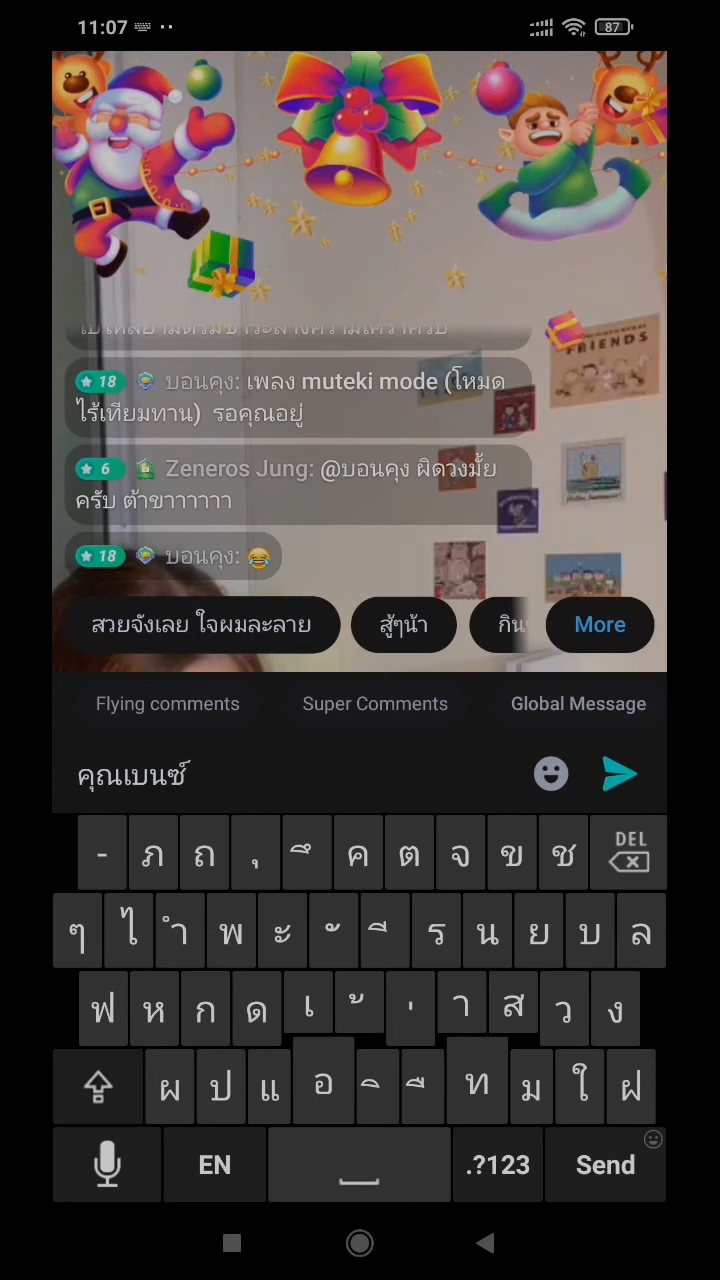 11:07
87
FRIENDS
★ 18 บอนคุง: เพลง muteki mode (โหมด
ไร้เทียมทาน) รอคุณอยู่
★ 6 Zeneros Jung: @บอนคุง ผิดวงมั้ย
ครับ ต้าขาาาาาา
★ 18 บอนคุง: 😂
สวยจังเลย ใจผมละลาย
สู้ๆน้า
กิน
More
Flying comments
Super Comments
Global Message
คุณเบนซ์
- ภ ถ ุ ึ ค ต จ ข ช DEL
ๆ ไ ำ พ ะ ั ี ร น ย บ ล
ฟ ห ก ด เ ้ ่ า ส ว ง
ผ ป แ อ ิ ื ท ม ใ ฝ
EN .?123 Send